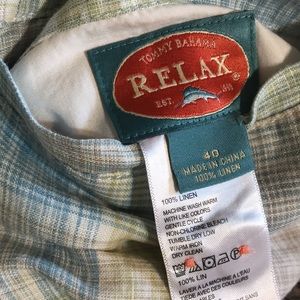 TOMMY BAHAMA
RELAX®
EST.
40
MADE IN CHINA
100% LINEN
100% LINEN
MACHINE WASH WARM
WITH LIKE COLORS
GENTLE CYCLE
NON-CHLORINE BLEACH
TUMBLE DRY LOW
WARM IRON
DRY CLEAN
100% LIN
LAVER À LA MACHINE À L'EAU
AVEC DES COULEURS